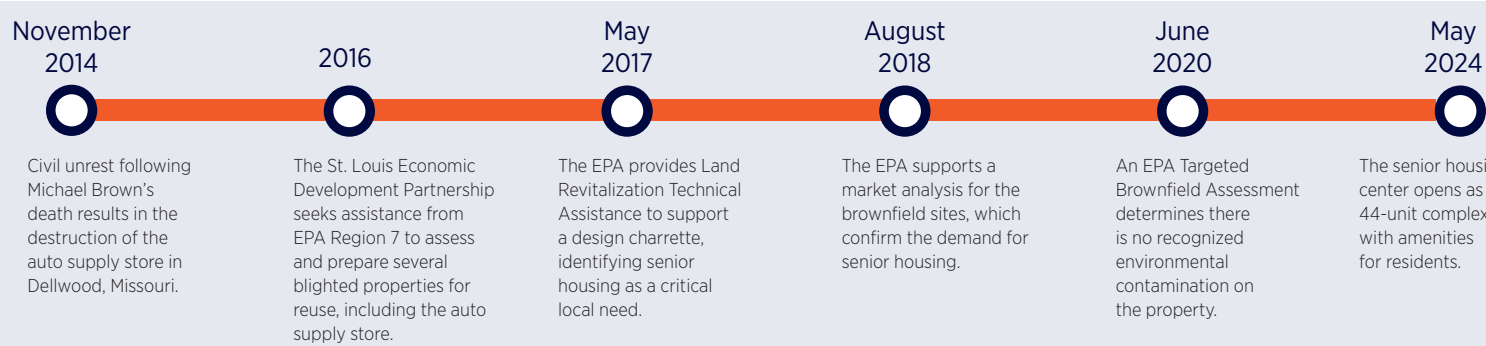 November
2014
Civil unrest following
Michael Brown's
death results in the
destruction of the
auto supply store in
Dellwood, Missouri.
2016
The St. Louis Economic
Development Partnership
seeks assistance from
EPA Region 7 to assess
and prepare several
blighted properties for
reuse, including the auto
supply store.
May
2017
The EPA provides Land
Revitalization Technical
Assistance to support
a design charrette,
identifying senior
housing as a critical
local need.
August
2018
The EPA supports a
market analysis for the
brownfield sites, which
confirm the demand for
senior housing.
June
2020
An EPA Targeted
Brownfield Assessment
determines there
is no recognized
environmental
contamination on
the property.
May
2024
The senior
center opens as
44-unit
with amenities
for residents.